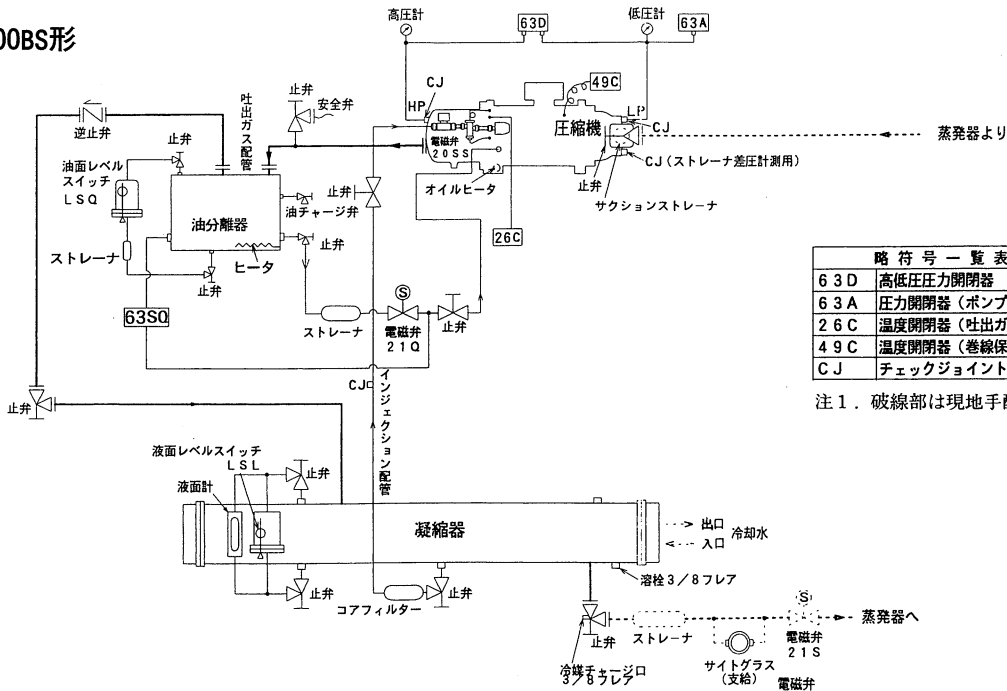 00BS形
高圧計
63D
低圧計
63A
CJ
HP
49C
LP
CJ
圧縮機
蒸発器より
電磁弁
20SS
CJ(ストレーナ差圧計測用)
止弁
サクションストレーナ
オイルヒータ
26C
止弁
安全弁
吐出ガス配管
止弁
逆止弁
止弁
油面レベル
スイッチ
LSQ
油分離器
油チャージ弁
止弁
ヒータ
ストレーナ
止弁
63SQ
S
ストレーナ
電磁弁
21Q
止弁
CJ
インジェクション配管
止弁
略符号一覧表
63D 高低圧圧力開閉器
63A 圧力開閉器(ポンプ
26C 温度開閉器(吐出ガ
49C 温度開閉器(巻線保
CJ チェックジョイント
注1.破線部は現地手配
液面レベルスイッチ
LSL
液面計
止弁
凝縮器
出口
入口
冷却水
溶栓3/8フレア
止弁
コアフィルター
止弁
止弁
冷媒チャージ口
3/8フレア
ストレーナ
サイトグラス
(支給)
S
電磁弁
21S
蒸発器へ
電磁弁